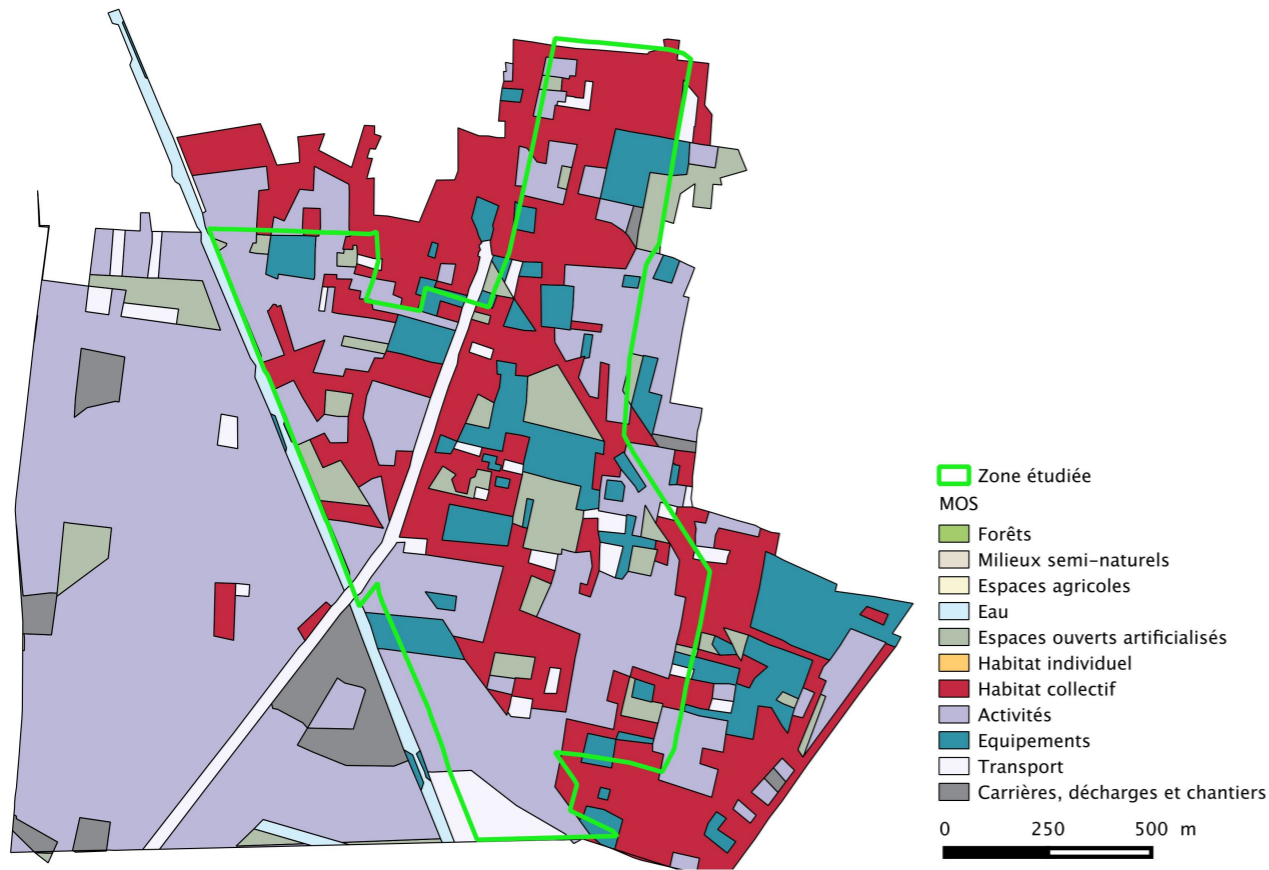 Zone étudiée
MOS
Forêts
Milieux semi-naturels
Espaces agricoles
Eau
Espaces ouverts artificialisés
Habitat individuel
Habitat collectif
Activités
Equipements
Transport
Carrières, décharges et chantiers
0 250 500 m